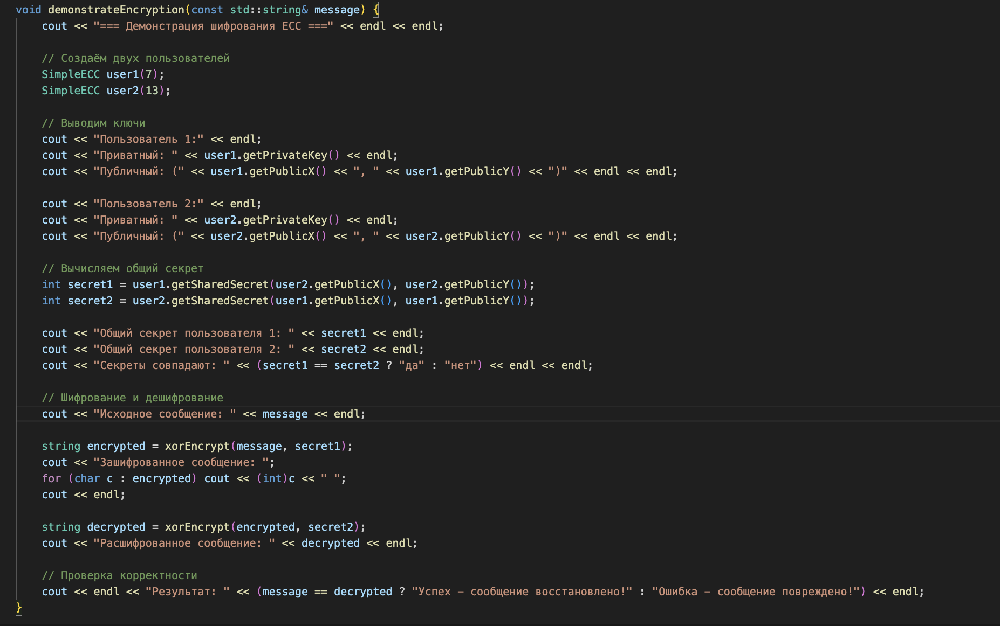 void demonstrateEncryption(const std::string& message) {
    cout << "=== Демонстрация шифрования ECC ===" << endl << endl;

    // Создаём двух пользователей
    SimpleECC user1(7);
    SimpleECC user2(13);

    // Выводим ключи
    cout << "Пользователь 1:" << endl;
    cout << "Приватный: " << user1.getPrivateKey() << endl;
    cout << "Публичный: (" << user1.getPublicX() << ", " << user1.getPublicY() << ")" << endl << endl;

    cout << "Пользователь 2:" << endl;
    cout << "Приватный: " << user2.getPrivateKey() << endl;
    cout << "Публичный: (" << user2.getPublicX() << ", " << user2.getPublicY() << ")" << endl << endl;

    // Вычисляем общий секрет
    int secret1 = user1.getSharedSecret(user2.getPublicX(), user2.getPublicY());
    int secret2 = user2.getSharedSecret(user1.getPublicX(), user1.getPublicY());

    cout << "Общий секрет пользователя 1: " << secret1 << endl;
    cout << "Общий секрет пользователя 2: " << secret2 << endl;
    cout << "Секреты совпадают: " << (secret1 == secret2 ? "да" : "нет") << endl << endl;

    // Шифрование и дешифрование
    cout << "Исходное сообщение: " << message << endl;

    string encrypted = xorEncrypt(message, secret1);
    cout << "Зашифрованное сообщение: ";
    for (char c : encrypted) cout << (int)c << " ";
    cout << endl;

    string decrypted = xorEncrypt(encrypted, secret2);
    cout << "Расшифрованное сообщение: " << decrypted << endl;

    // Проверка корректности
    cout << endl << "Результат: " << (message == decrypted ? "Успех – сообщение восстановлено!" : "Ошибка – сообщение повреждено!") << endl;
}